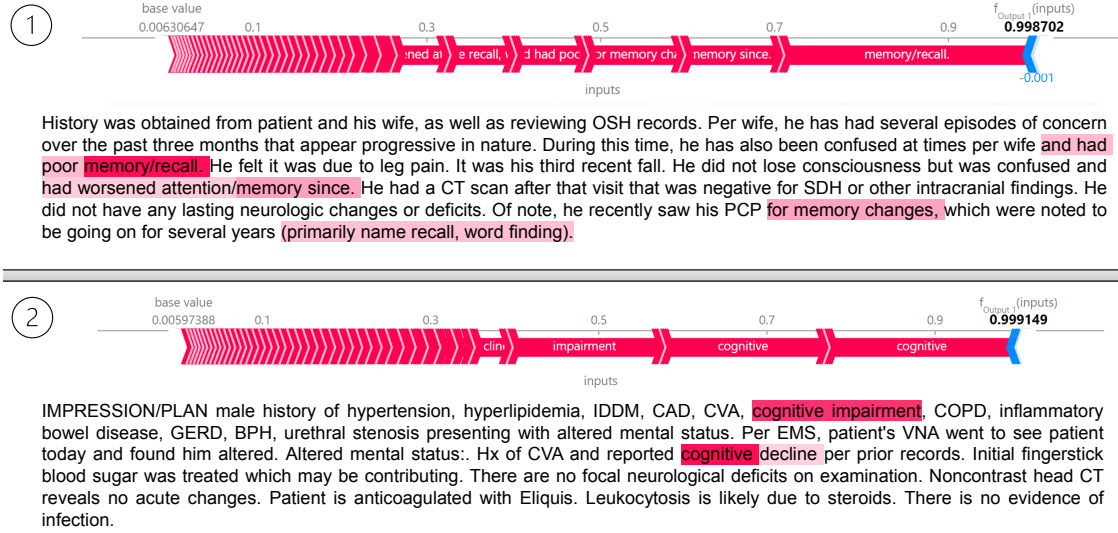 1
base value
f Output 1 (inputs)
0.00630647 0.1 0.3 0.5 0.7 0.9 0.998702
ened at e recall, d had poo or memory cha memory since. memory/recall.
-0.001
inputs
History was obtained from patient and his wife, as well as reviewing OSH records. Per wife, he has had several episodes of concern
over the past three months that appear progressive in nature. During this time, he has also been confused at times per wife and had
poor memory/recall. He felt it was due to leg pain. It was his third recent fall. He did not lose consciousness but was confused and
had worsened attention/memory since. He had a CT scan after that visit that was negative for SDH or other intracranial findings. He
did not have any lasting neurologic changes or deficits. Of note, he recently saw his PCP for memory changes, which were noted to
be going on for several years (primarily name recall, word finding).
2
base value
f Output 1 (inputs)
0.00597388 0.1 0.3 0.5 0.7 0.9 0.999149
cline impairment cognitive cognitive
inputs
IMPRESSION/PLAN male history of hypertension, hyperlipidemia, IDDM, CAD, CVA, cognitive impairment, COPD, inflammatory
bowel disease, GERD, BPH, urethral stenosis presenting with altered mental status. Per EMS, patient's VNA went to see patient
today and found him altered. Altered mental status:. Hx of CVA and reported cognitive decline per prior records. Initial fingerstick
blood sugar was treated which may be contributing. There are no focal neurological deficits on examination. Noncontrast head CT
reveals no acute changes. Patient is anticoagulated with Eliquis. Leukocytosis is likely due to steroids. There is no evidence of
infection.